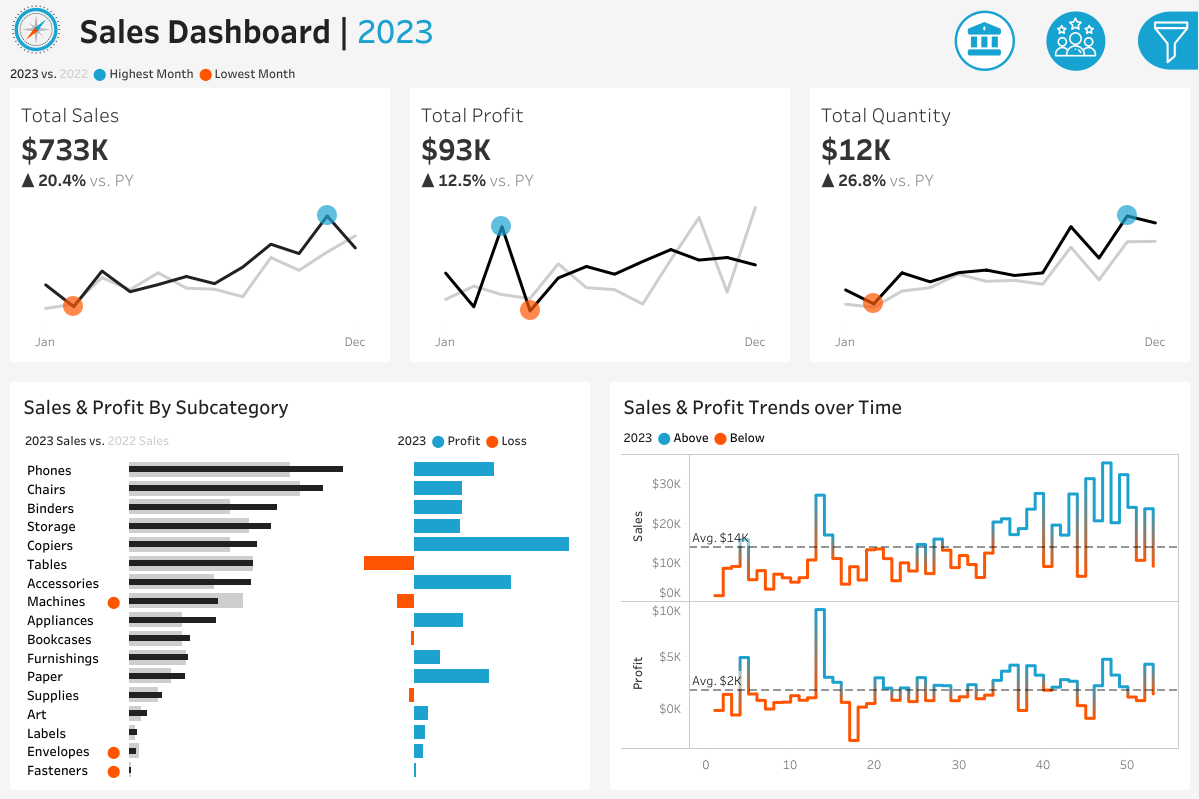 Sales Dashboard | 2023
2023 vs. 2022 Highest Month Lowest Month
Total Sales
$733K
▲ 20.4% vs. PY
Jan Dec
Total Profit
$93K
▲ 12.5% vs. PY
Jan Dec
Total Quantity
$12K
▲ 26.8% vs. PY
Jan Dec
Sales & Profit By Subcategory
2023 Sales vs. 2022 Sales
2023 Profit Loss
Phones
Chairs
Binders
Storage
Copiers
Tables
Accessories
Machines
Appliances
Bookcases
Furnishings
Paper
Supplies
Art
Labels
Envelopes
Fasteners
Sales & Profit Trends over Time
2023 Above Below
Sales
$30K
$20K
Avg. $14K
$10K
$0K
Profit
$10K
$5K
Avg. $2K
$0K
0 10 20 30 40 50